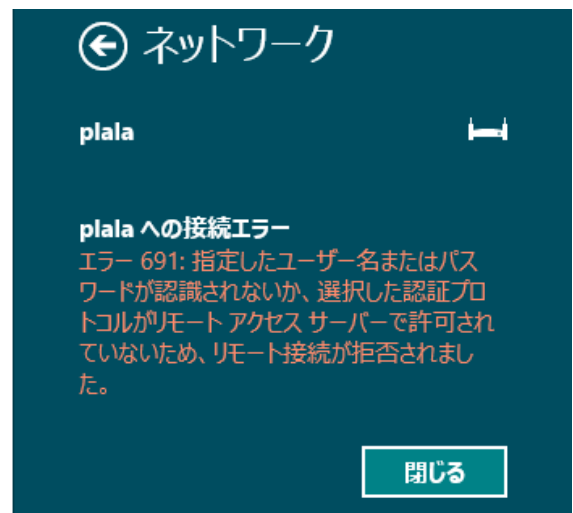 ネットワーク
plala
plala への接続エラー
エラー 691: 指定したユーザー名またはパス
ワードが認識されないか、選択した認証プロ
トコルがリモート アクセス サーバーで許可され
ていないため、リモート接続が拒否されまし
た。
閉じる